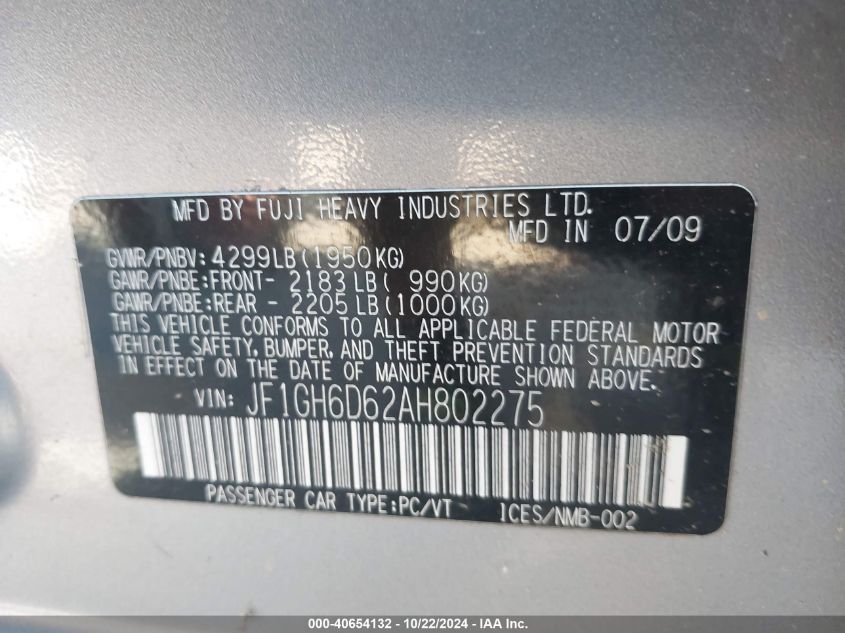 MFD BY FUJI HEAVY INDUSTRIES LTD.
MFD IN 07/09
GVWR/PNBV: 4299LB(1950KG)
GAWR/PNBE:FRONT- 2183LB( 990KG)
GAWR/PNBE:REAR - 2205LB(1000KG)
THIS VEHICLE CONFORMS TO ALL APPLICABLE FEDERAL MOTOR
VEHICLE SAFETY, BUMPER, AND THEFT PREVENTION STANDARDS
IN EFFECT ON THE DATE OF MANUFACTURE SHOWN ABOVE.
VIN: JF1GH6D62AH802275
PASSENGER CAR TYPE:PC/VT ICES/NMB-002
000-40654132 - 10/22/2024 - IAA Inc.